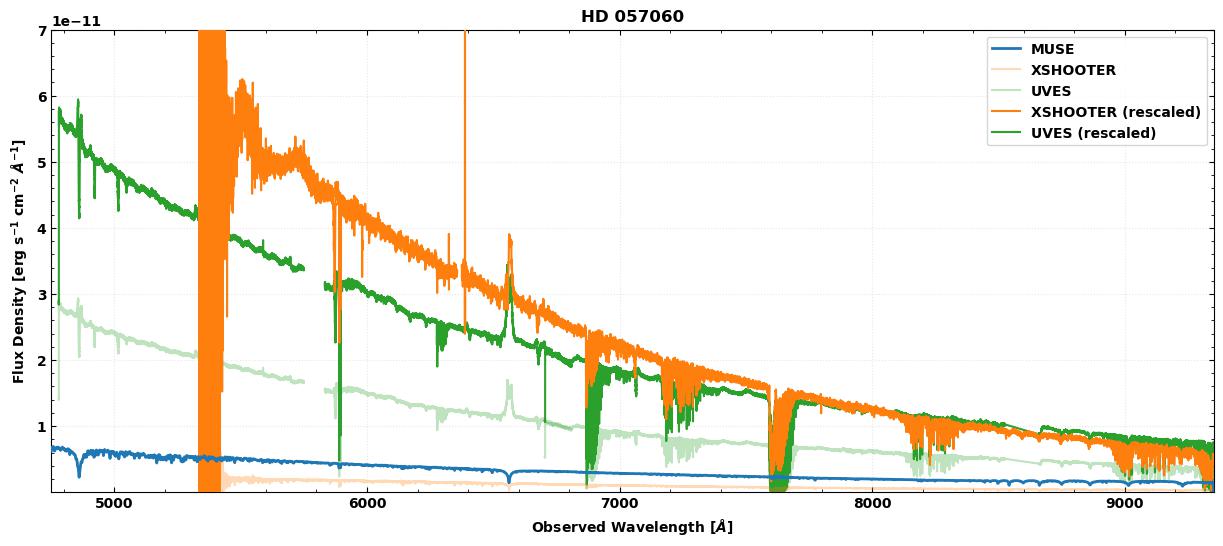 HD 057060
1e−11
7
6
5
4
3
2
1
Flux Density [erg s⁻¹ cm⁻² Å⁻¹]
MUSE
XSHOOTER
UVES
XSHOOTER (rescaled)
UVES (rescaled)
5000 6000 7000 8000 9000
Observed Wavelength [Å]